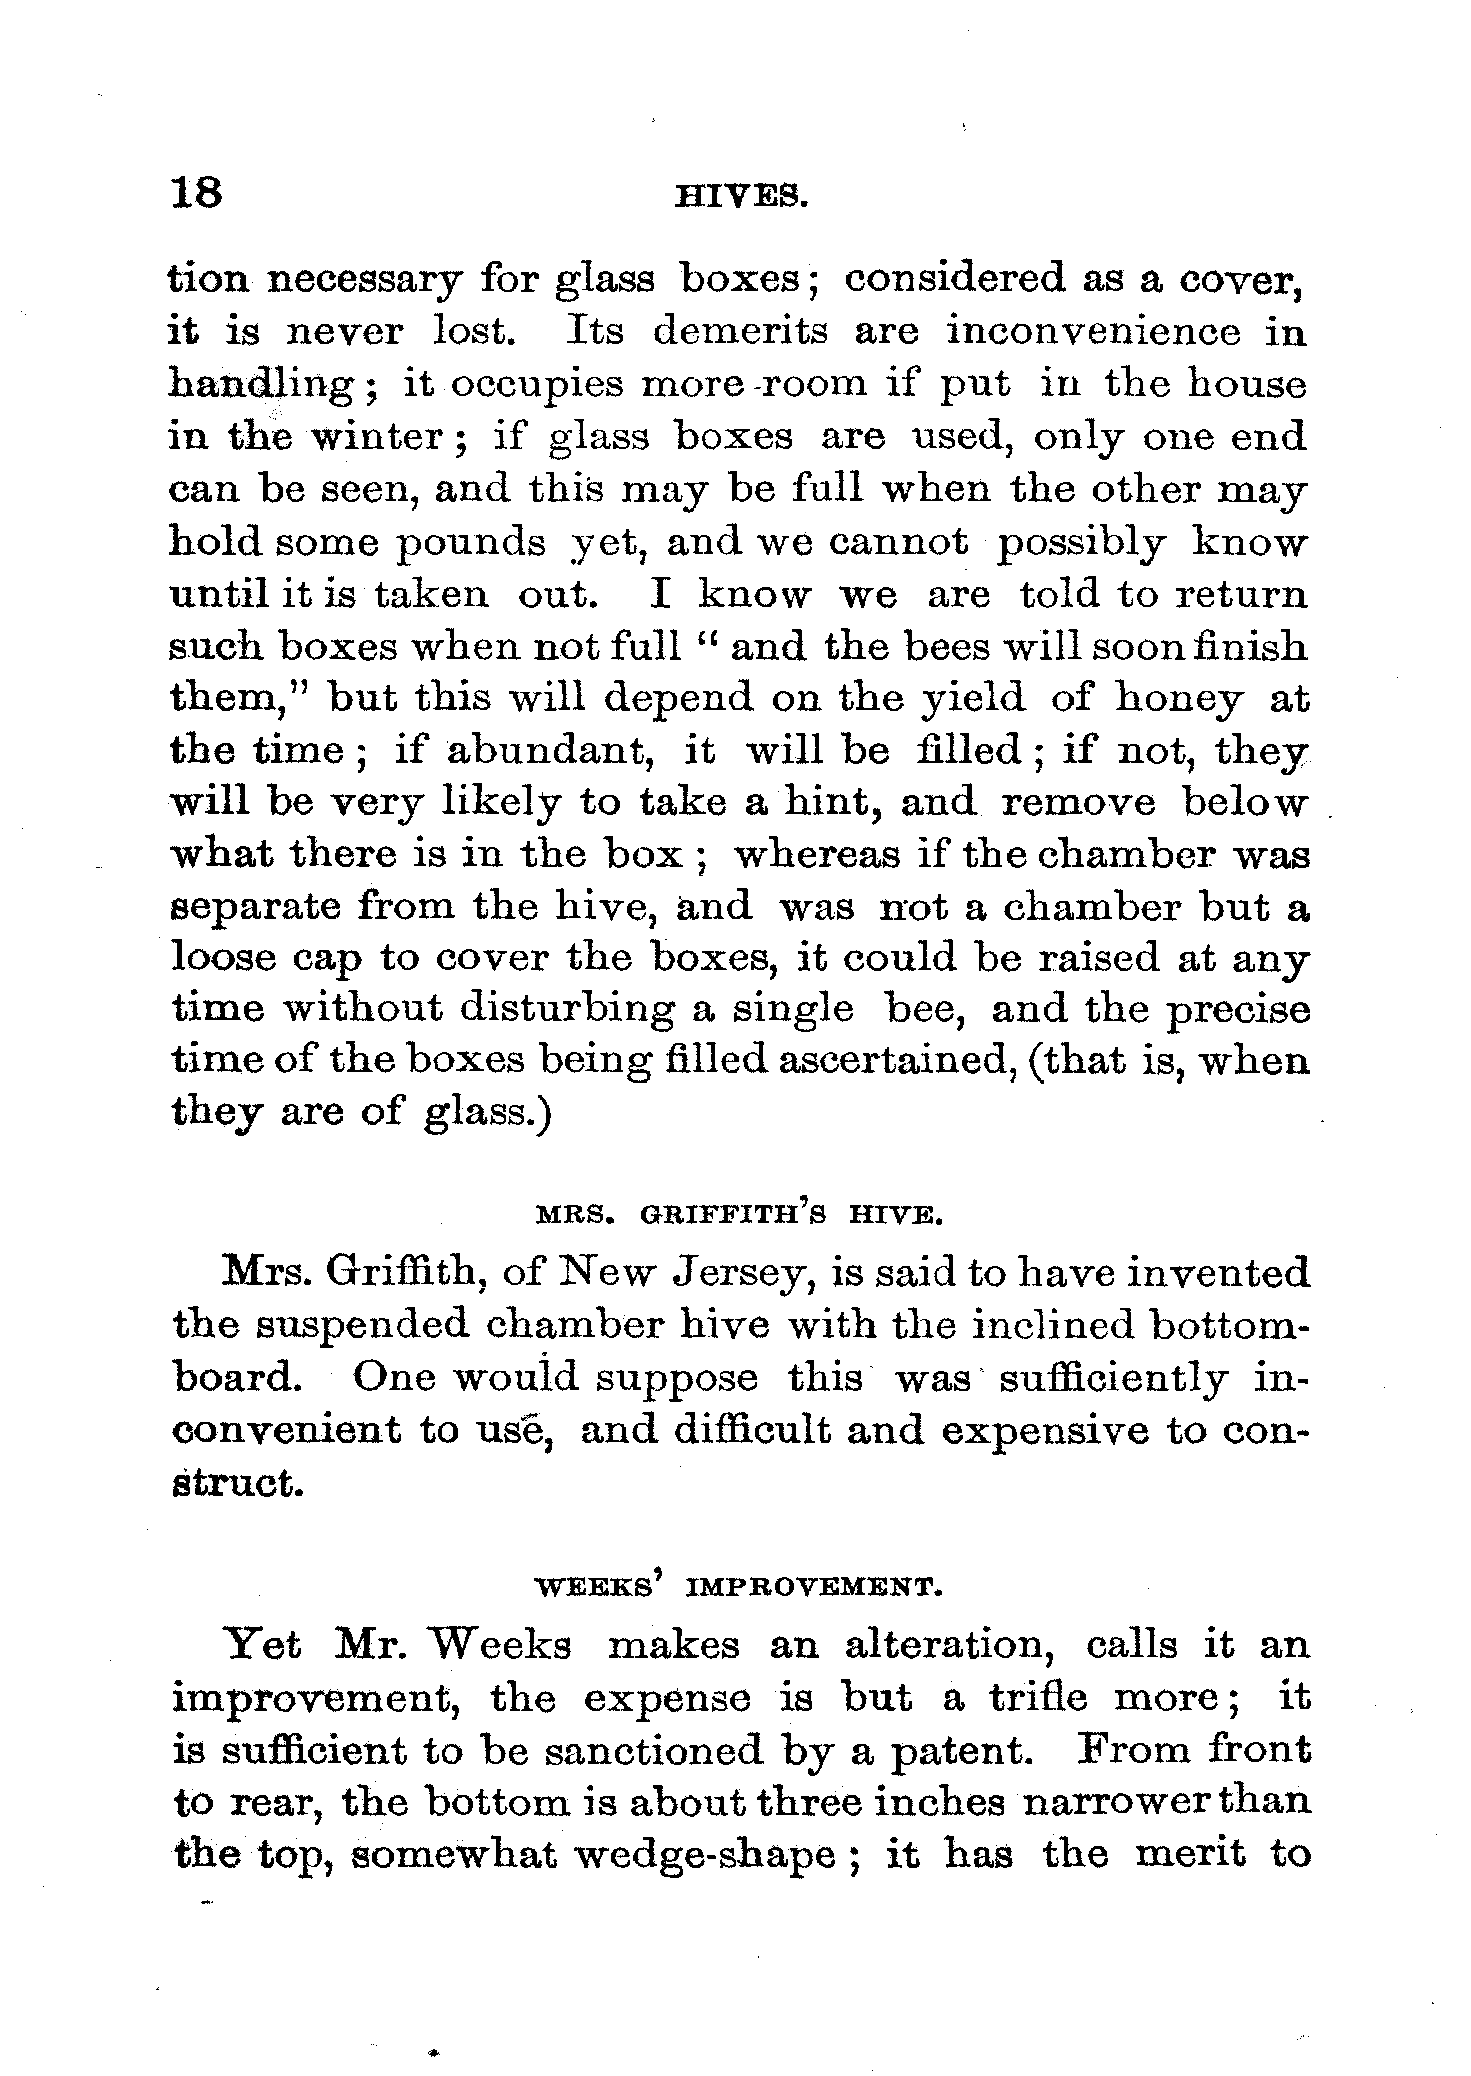 18 HIVES.
tion necessary for glass boxes; considered as a cover,
it is never lost. Its demerits are inconvenience in
handling; it occupies more room if put in the house
in the winter; if glass boxes are used, only one end
can be seen, and this may be full when the other may
hold some pounds yet, and we cannot possibly know
until it is taken out. I know we are told to return
such boxes when not full "and the bees will soon finish
them," but this will depend on the yield of honey at
the time; if abundant, it will be filled; if not, they
will be very likely to take a hint, and remove below
what there is in the box; whereas if the chamber was
separate from the hive, and was not a chamber but a
loose cap to cover the boxes, it could be raised at any
time without disturbing a single bee, and the precise
time of the boxes being filled ascertained, (that is, when
they are of glass.)
MRS. GRIFFITH'S HIVE.
Mrs. Griffith, of New Jersey, is said to have invented
the suspended chamber hive with the inclined bottom-
board. One would suppose this was sufficiently in-
convenient to use, and difficult and expensive to con-
struct.
WEEKS' IMPROVEMENT.
Yet Mr. Weeks makes an alteration, calls it an
improvement, the expense is but a trifle more; it
is sufficient to be sanctioned by a patent. From front
to rear, the bottom is about three inches narrower than
the top, somewhat wedge-shape; it has the merit to